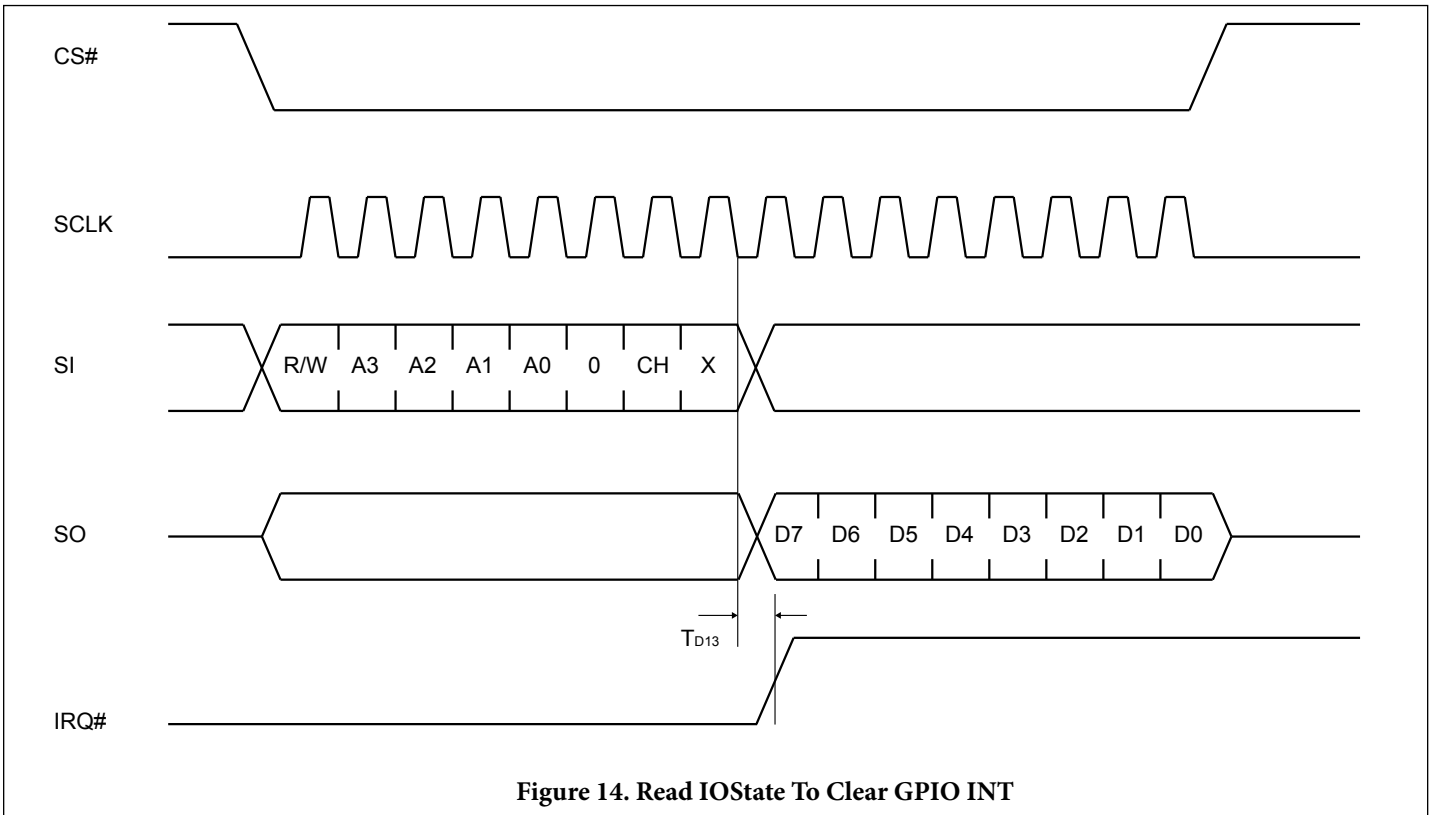 CS#
SCLK
SI
R/W A3 A2 A1 A0 0 CH X
SO
D7 D6 D5 D4 D3 D2 D1 D0
TD13
IRQ#
Figure 14. Read IOState To Clear GPIO INT